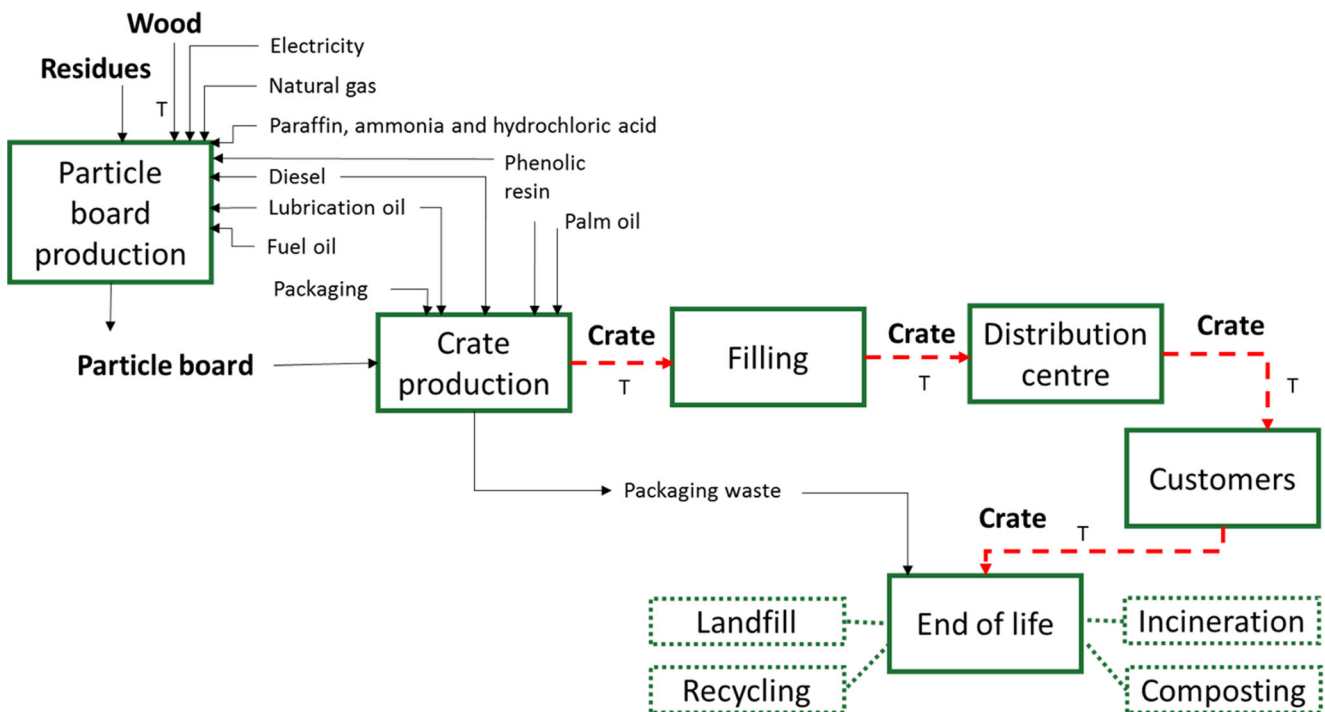 Wood
Electricity
Residues
Natural gas
T
Paraffin, ammonia and hydrochloric acid
Particle
board
production
Phenolic
resin
Diesel
Lubrication oil
Palm oil
Fuel oil
Packaging
Particle board
Crate
production
Crate
T
Filling
Crate
T
Distribution
centre
Crate
T
Customers
Packaging waste
Crate
T
End of life
Landfill
Recycling
Incineration
Composting